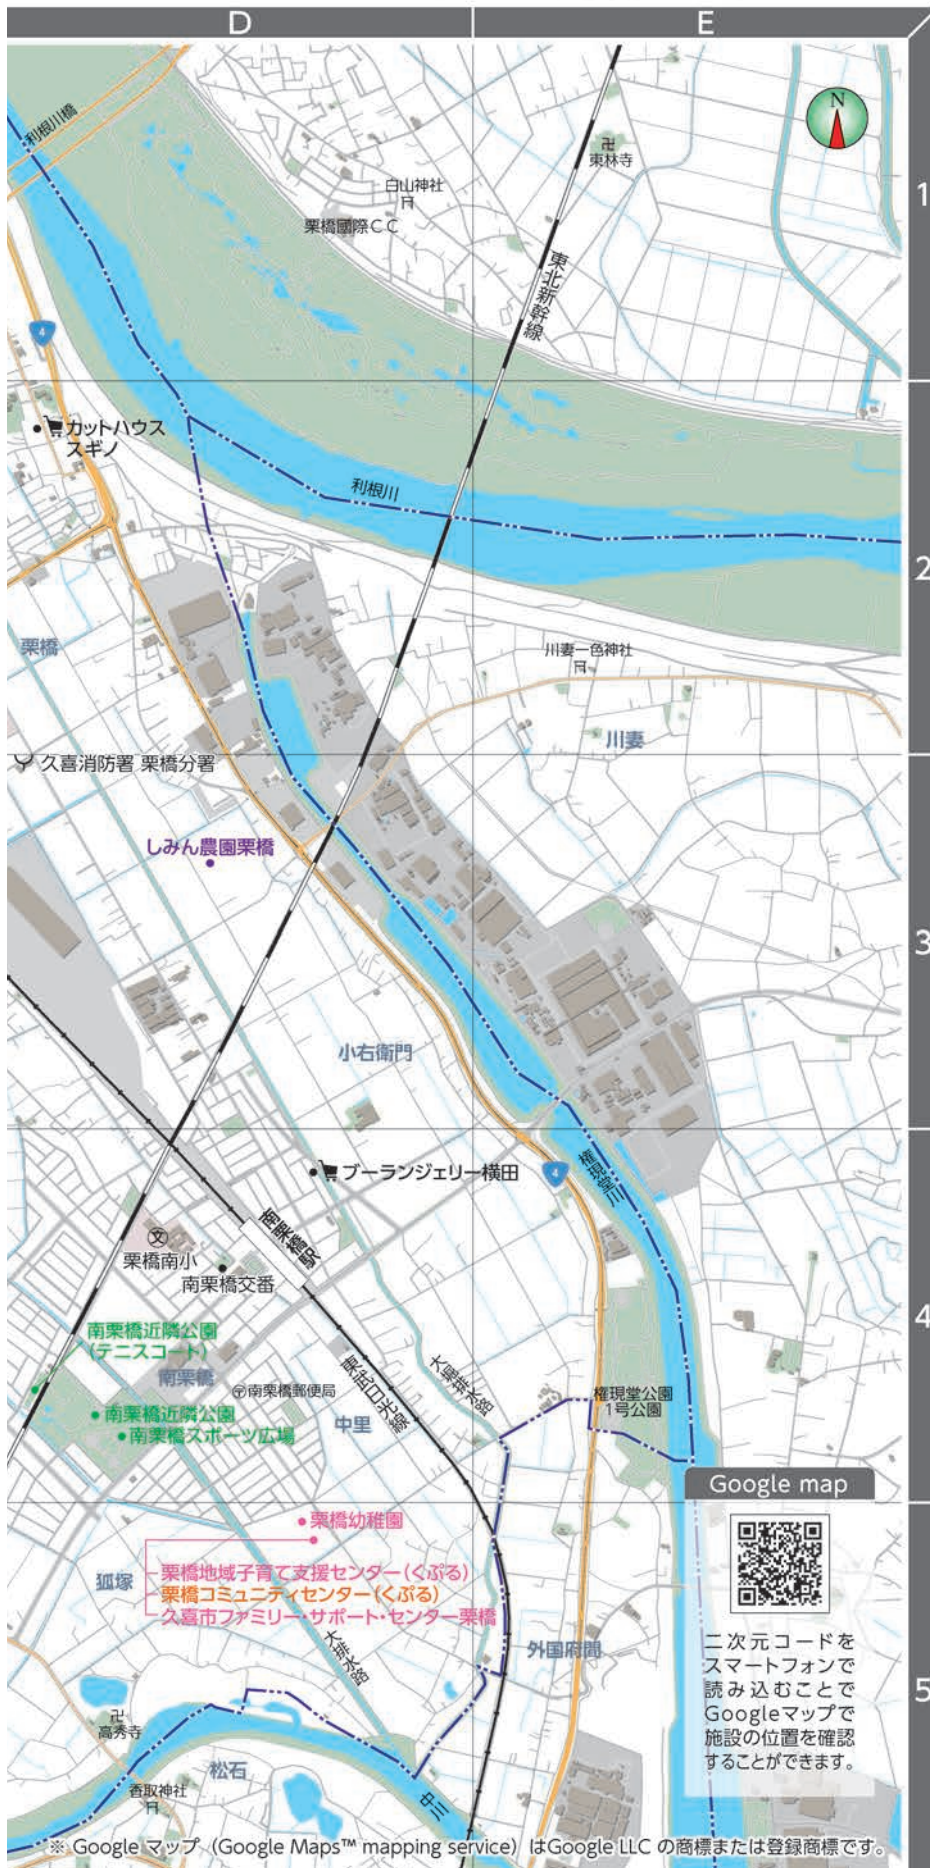 D
E
利根川橋
N
東林寺
白山神社
1
栗橋國際CC
東北新幹線
4
カットハウス
スギノ
利根川
2
栗橋
川妻一色神社
川妻
久喜消防署 栗橋分署
しみん農園栗橋
3
小右衛門
ブーランジェリー横田
4
権現堂川
南栗橋駅
文
栗橋南小
南栗橋交番
4
南栗橋近隣公園
(テニスコート)
南栗橋
〒南栗橋郵便局
大堀排水路
東武日光線
権現堂公園
1号公園
中里
南栗橋近隣公園
南栗橋スポーツ広場
Google map
栗橋幼稚園
狐塚
栗橋地域子育て支援センター(くぷる)
栗橋コミュニティセンター(くぷる)
久喜市ファミリー・サポート・センター栗橋
大排水路
外国府間
二次元コードを
スマートフォンで
読み込むことで
Googleマップで
施設の位置を確認
することができます。
5
卍
高秀寺
松石
香取神社
中川
※ Google マップ (Google Maps™ mapping service) はGoogle LLC の商標または登録商標です。